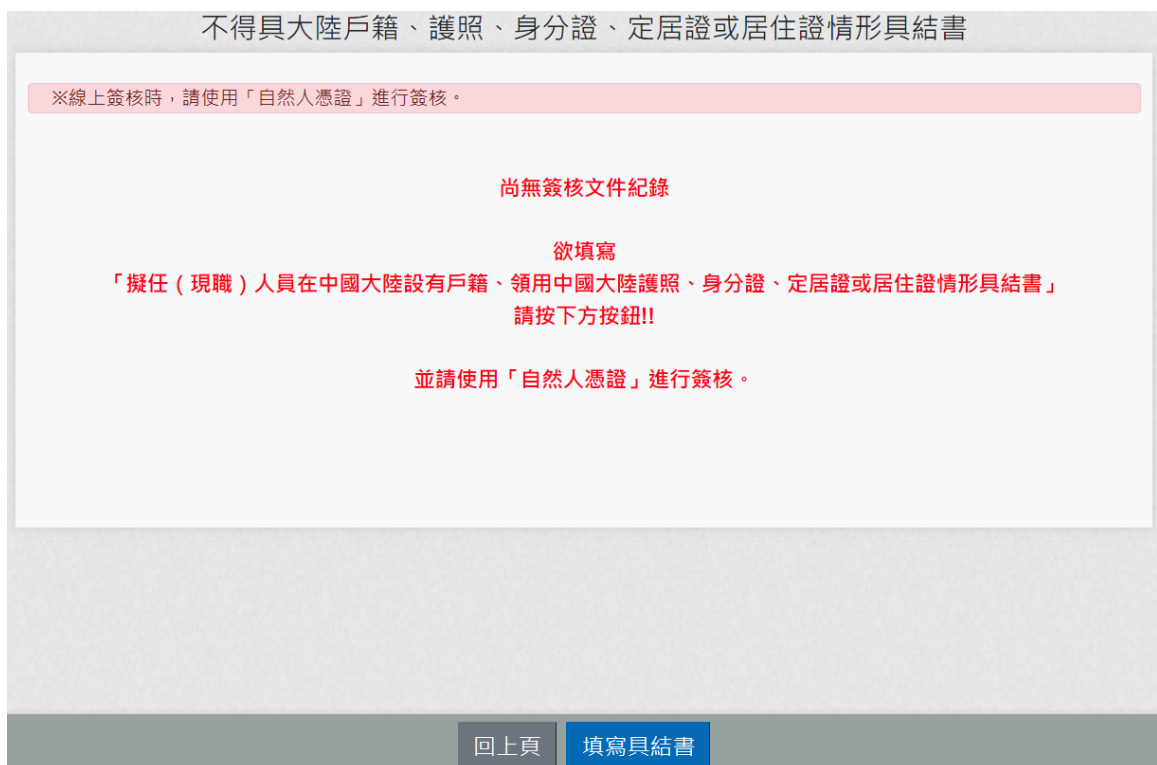 不得具大陸戶籍、護照、身分證、定居證或居住證情形具結書
※線上簽核時，請使用「自然人憑證」進行簽核。
尚無簽核文件紀錄
欲填寫
「擬任（現職）人員在中國大陸設有戶籍、領用中國大陸護照、身分證、定居證或居住證情形具結書」
請按下方按鈕!!
並請使用「自然人憑證」進行簽核。
回上頁
填寫具結書